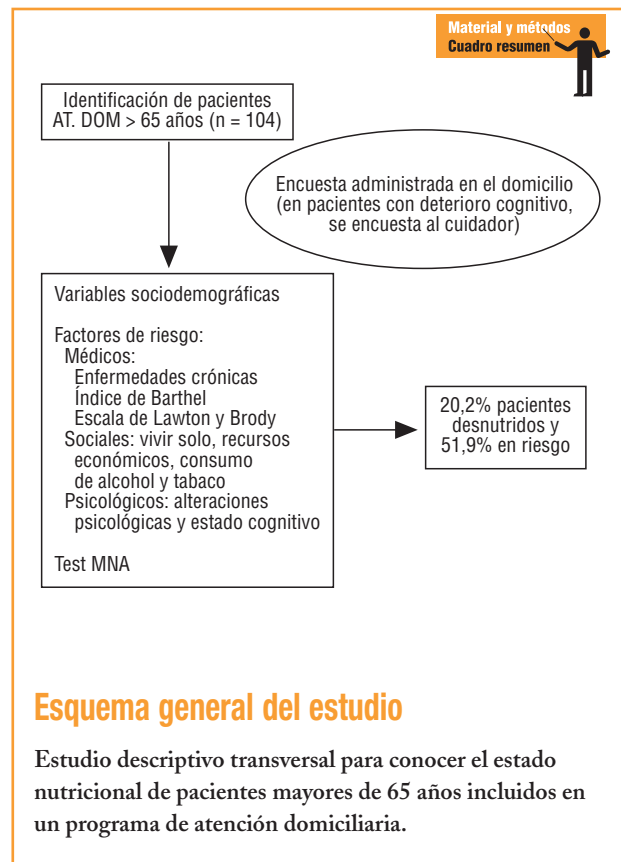 Material y métodos
Cuadro resumen
Identificación de pacientes
AT. DOM > 65 años (n = 104)
Encuesta administrada en el domicilio
(en pacientes con deterioro cognitivo,
se encuesta al cuidador)
Variables sociodemográficas
Factores de riesgo:
Médicos:
Enfermedades crónicas
Índice de Barthel
Escala de Lawton y Brody
Sociales: vivir solo, recursos
económicos, consumo
de alcohol y tabaco
Psicológicos: alteraciones
psicológicas y estado cognitivo
Test MNA
20,2% pacientes
desnutridos y
51,9% en riesgo
Esquema general del estudio
Estudio descriptivo transversal para conocer el estado
nutricional de pacientes mayores de 65 años incluidos en
un programa de atención domiciliaria.